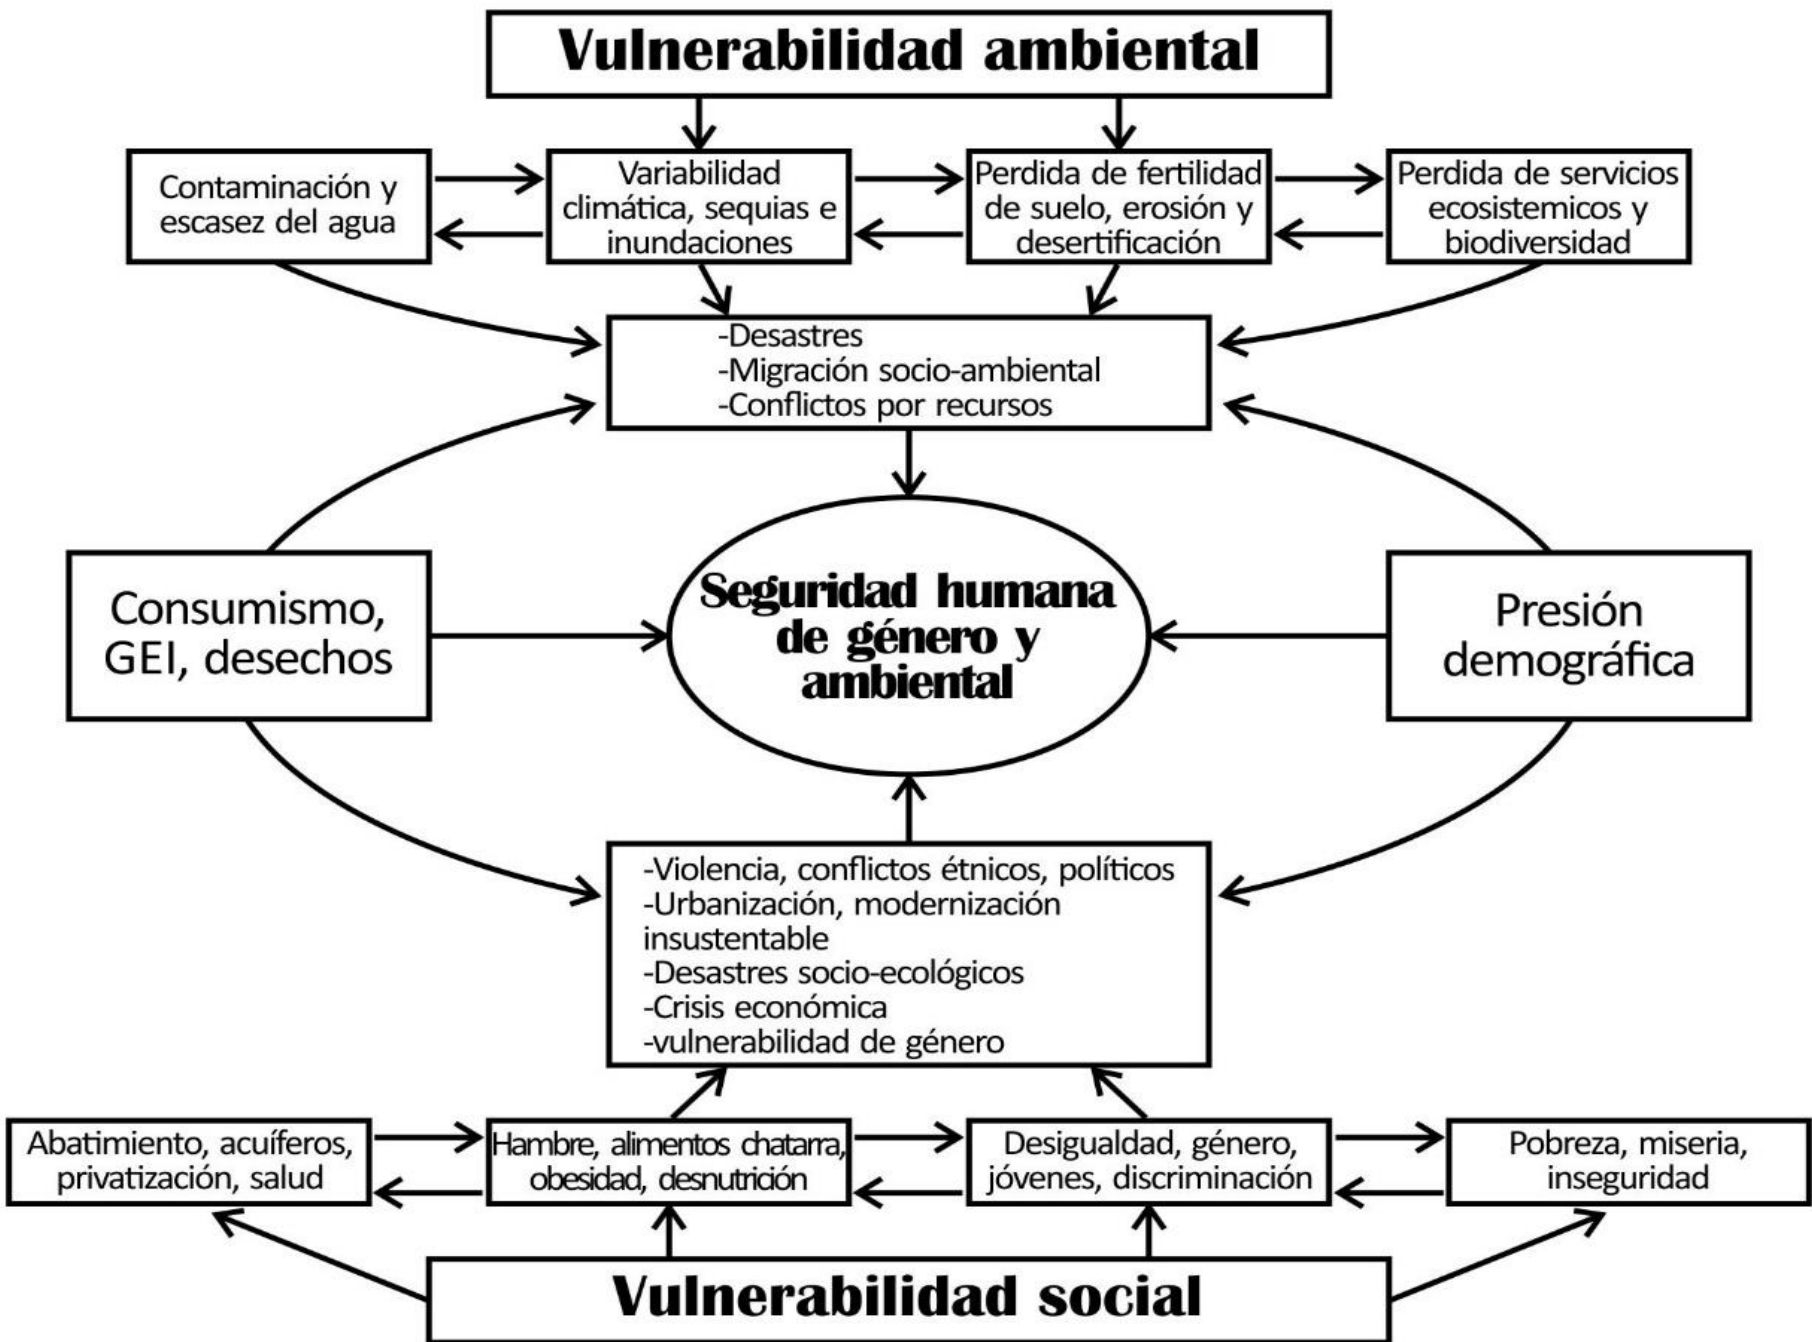 Vulnerabilidad ambiental
Contaminación y
escasez del agua
Variabilidad
climática, sequias e
inundaciones
Perdida de fertilidad
de suelo, erosión y
desertificación
Perdida de servicios
ecosistemicos y
biodiversidad
-Desastres
-Migración socio-ambiental
-Conflictos por recursos
Consumismo,
GEI, desechos
Seguridad humana
de género y
ambiental
Presión
demográfica
-Violencia, conflictos étnicos, políticos
-Urbanización, modernización
insustentable
-Desastres socio-ecológicos
-Crisis económica
-vulnerabilidad de género
Abatimiento, acuíferos,
privatización, salud
Hambre, alimentos chatarra,
obesidad, desnutrición
Desigualdad, género,
jóvenes, discriminación
Pobreza, miseria,
inseguridad
Vulnerabilidad social